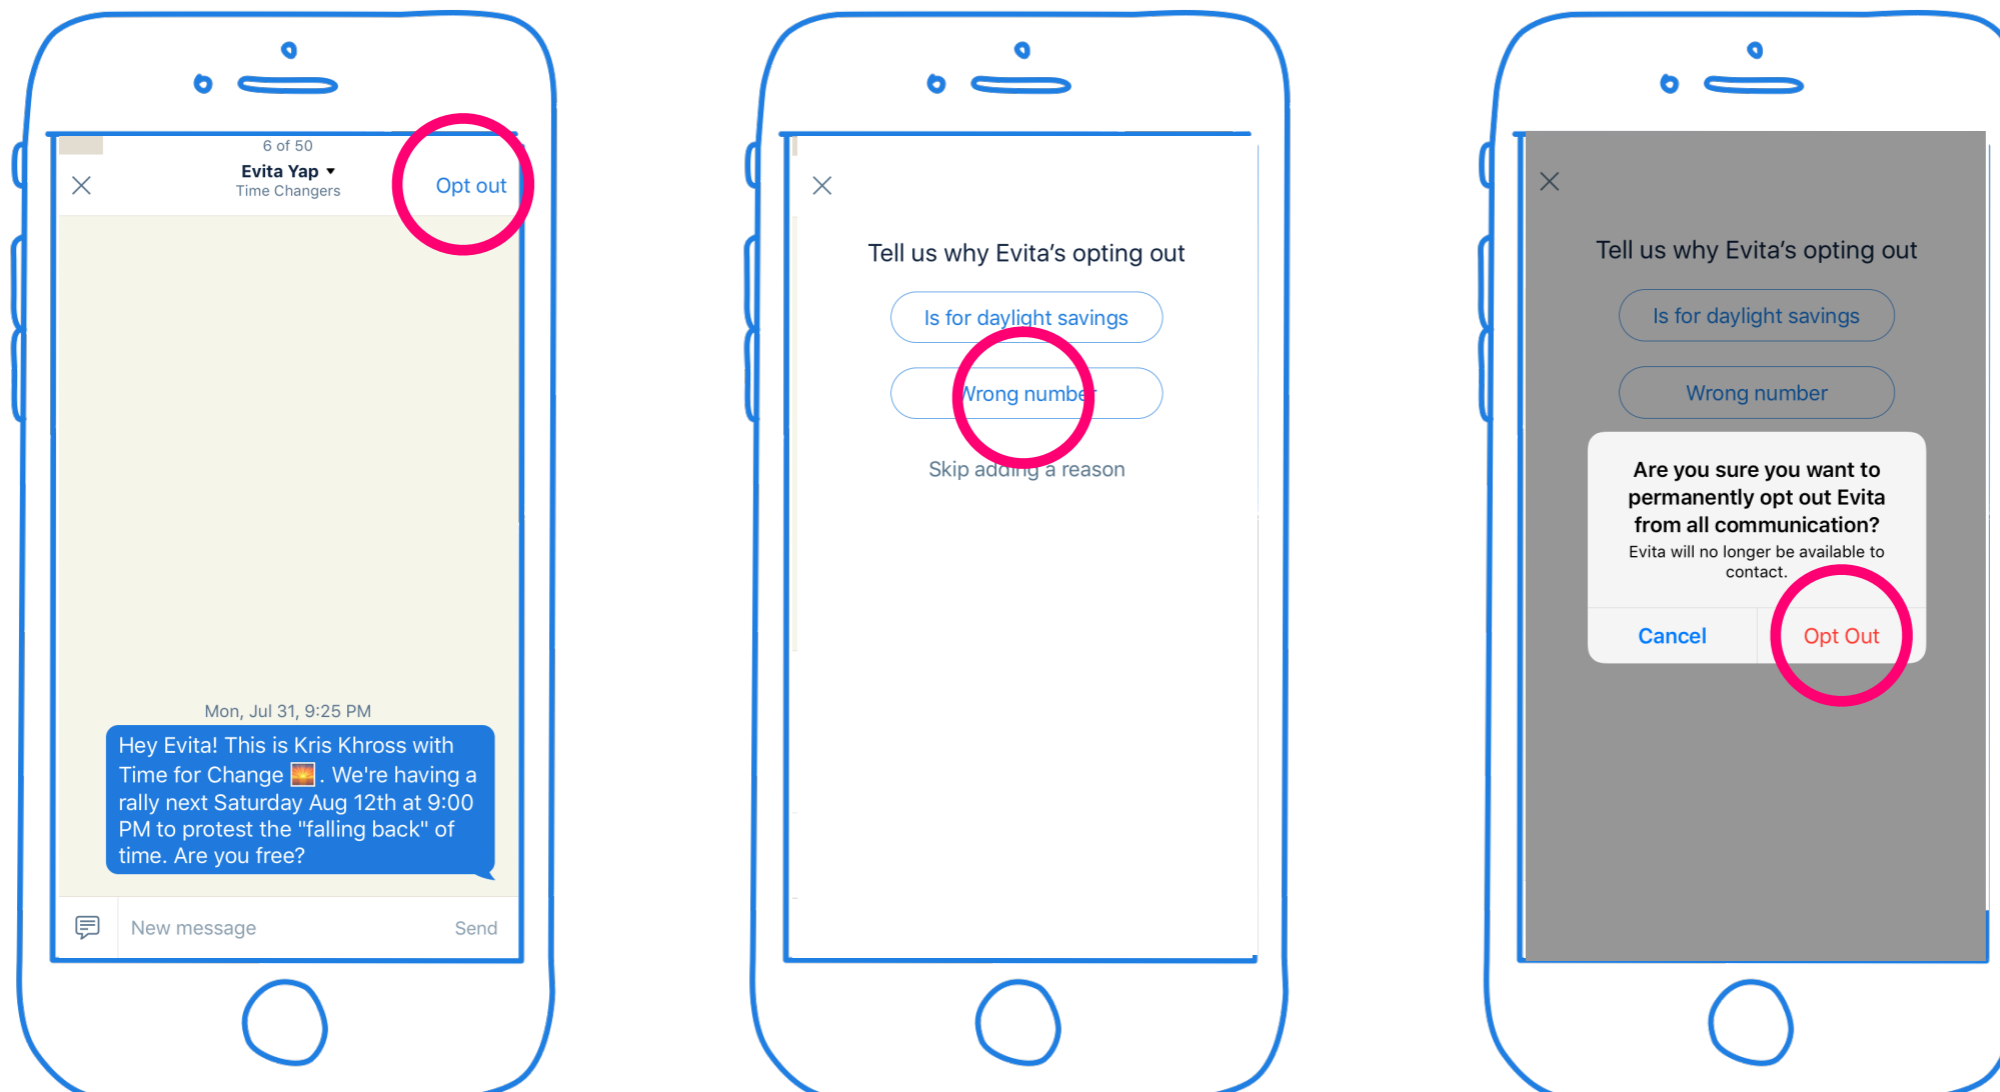 6 of 50
Evita Yap
Time Changers
Opt out
Mon, Jul 31, 9:25 PM
Hey Evita! This is Kris Khross with
Time for Change 🌅. We're having a
rally next Saturday Aug 12th at 9:00
PM to protest the "falling back" of
time. Are you free?
New message
Send
Tell us why Evita's opting out
Is for daylight savings
Wrong number
Skip adding a reason
Tell us why Evita's opting out
Is for daylight savings
Wrong number
Are you sure you want to
permanently opt out Evita
from all communication?
Evita will no longer be available to
contact.
Cancel
Opt Out